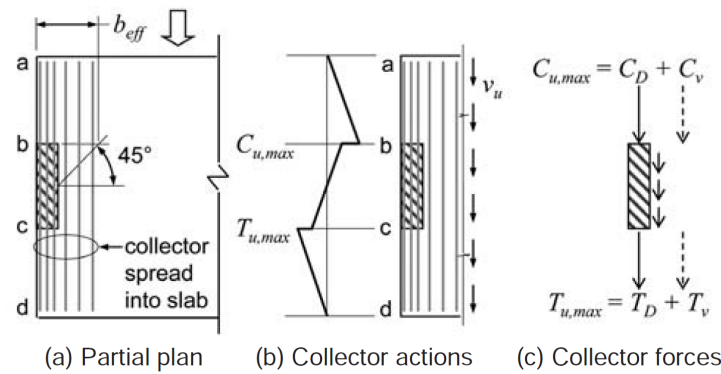 b_eff
a
b
45°
c
collector
spread
into slab
d
(a) Partial plan
a
v_u
C_u,max
b
T_u,max
c
d
(b) Collector actions
C_u,max = C_D + C_v
T_u,max = T_D + T_v
(c) Collector forces